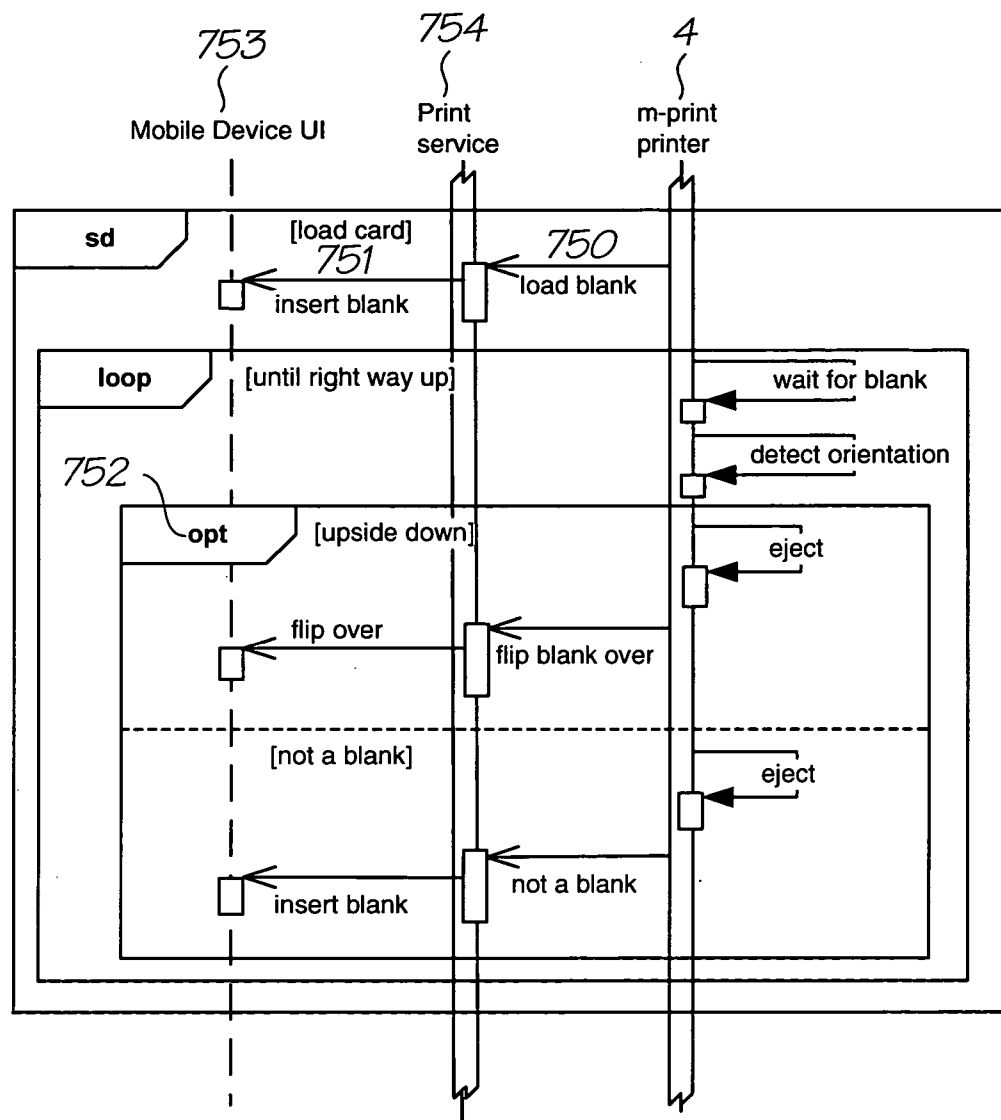 753
754
4
Mobile Device UI
Print
service
m-print
printer
sd
[load card]
751
750
insert blank
load blank
loop
[until right way up]
wait for blank
detect orientation
752
opt
[upside down]
eject
flip over
flip blank over
[not a blank]
eject
insert blank
not a blank